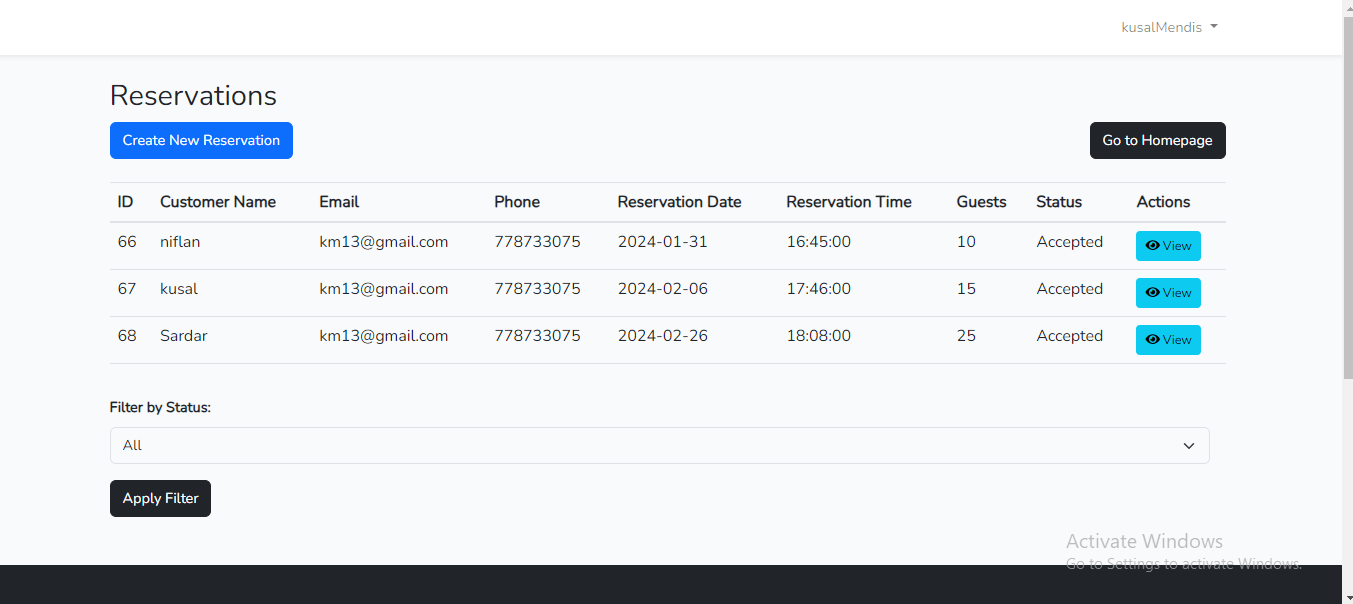 kusalMendis
Reservations
Create New Reservation Go to Homepage
ID Customer Name Email Phone Reservation Date Reservation Time Guests Status Actions
66 niflan km13@gmail.com 778733075 2024-01-31 16:45:00 10 Accepted View
67 kusal km13@gmail.com 778733075 2024-02-06 17:46:00 15 Accepted View
68 Sardar km13@gmail.com 778733075 2024-02-26 18:08:00 25 Accepted View
Filter by Status:
All
Apply Filter
Activate Windows
Go to Settings to activate Windows.